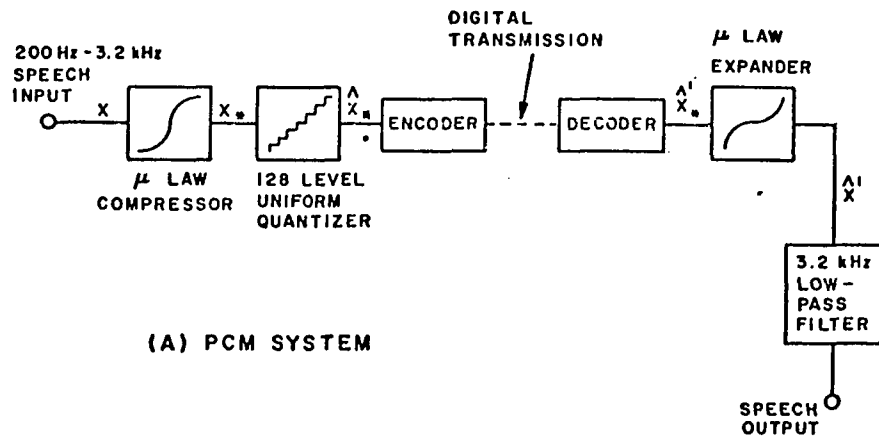 DIGITAL
TRANSMISSION
μ LAW
EXPANDER
200 Hz - 3.2 kHz
SPEECH
INPUT
X
X*
X̂*
ENCODER
DECODER
X̂'*
μ LAW
COMPRESSOR
128 LEVEL
UNIFORM
QUANTIZER
X̂'
3.2 kHz
LOW-
PASS
FILTER
(A) PCM SYSTEM
SPEECH
OUTPUT